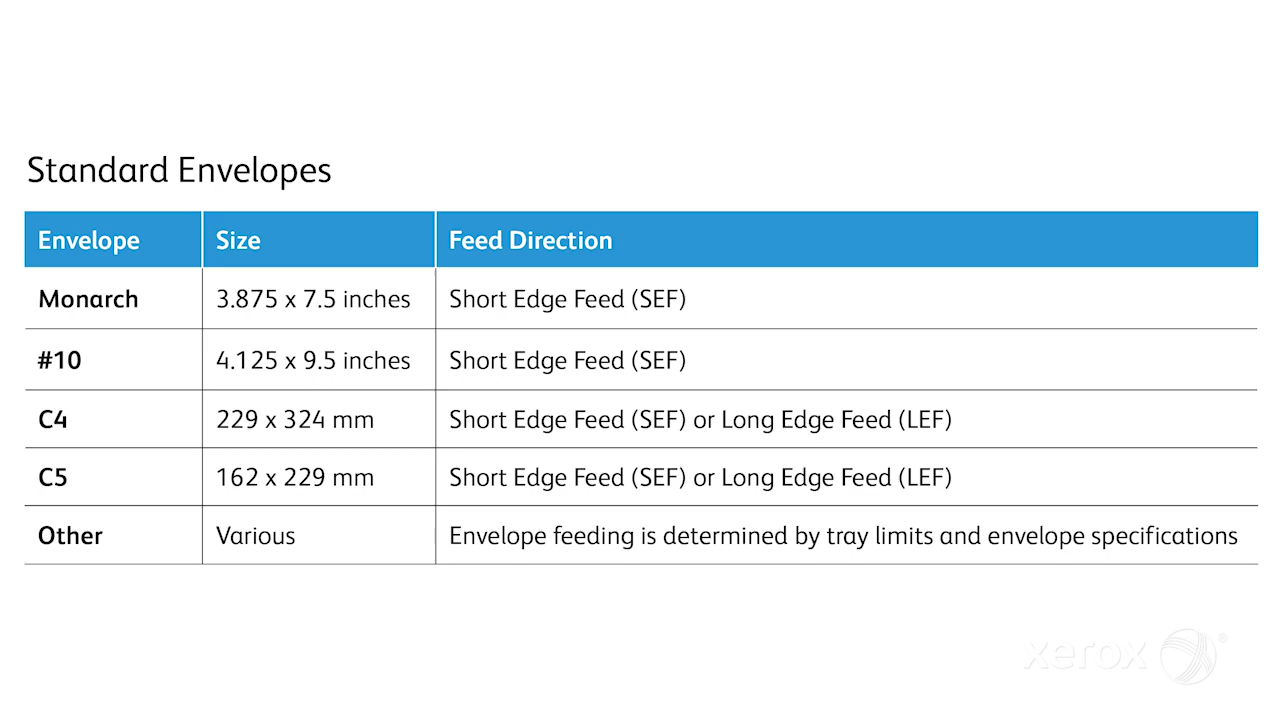 Standard Envelopes
Envelope Size Feed Direction
Monarch 3.875 x 7.5 inches Short Edge Feed (SEF)
#10 4.125 x 9.5 inches Short Edge Feed (SEF)
C4 229 x 324 mm Short Edge Feed (SEF) or Long Edge Feed (LEF)
C5 162 x 229 mm Short Edge Feed (SEF) or Long Edge Feed (LEF)
Other Various Envelope feeding is determined by tray limits and envelope specifications
xerox ®